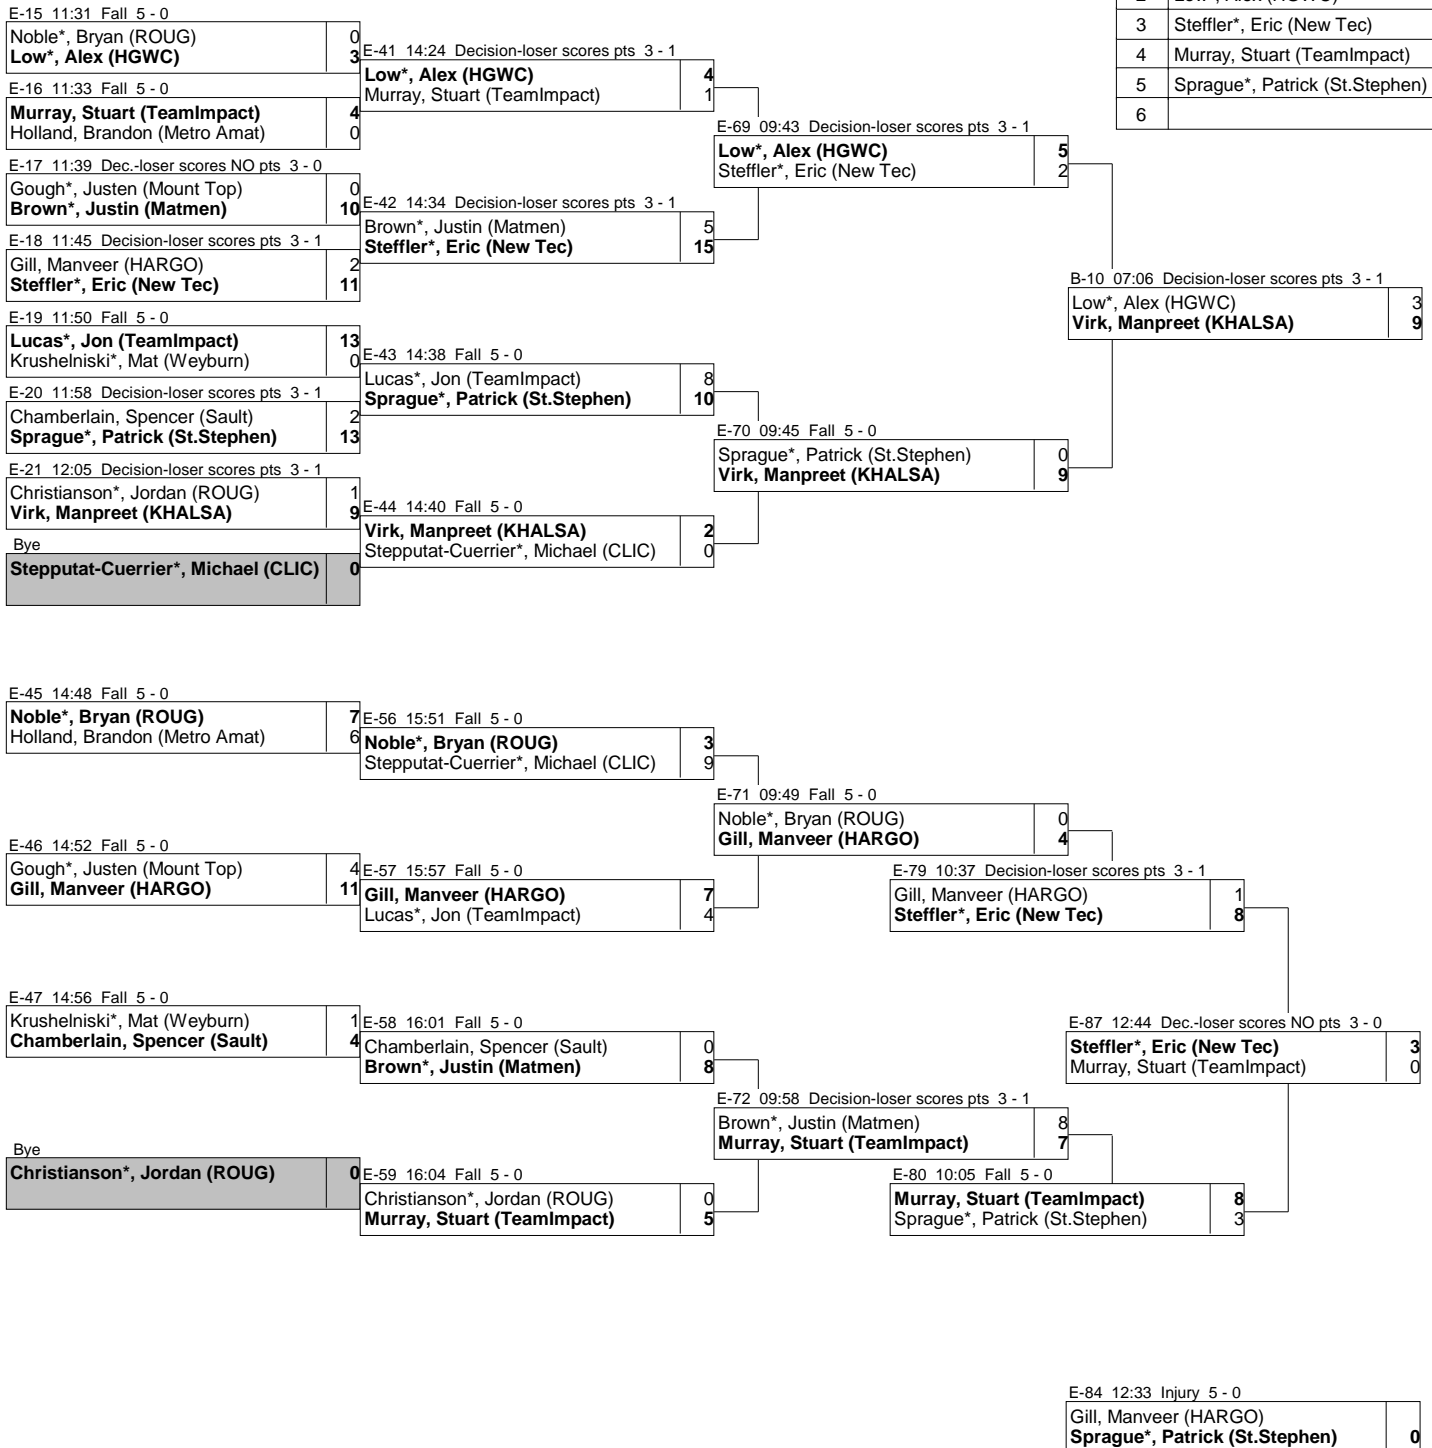 E-15 11:31 Fall 5 - 0
Noble*, Bryan (ROUG) 0
Low*, Alex (HGWC) 3
E-16 11:33 Fall 5 - 0
Murray, Stuart (TeamImpact) 4
Holland, Brandon (Metro Amat) 0
E-17 11:39 Dec.-loser scores NO pts 3 - 0
Gough*, Justen (Mount Top) 0
Brown*, Justin (Matmen) 10
E-18 11:45 Decision-loser scores pts 3 - 1
Gill, Manveer (HARGO) 2
Steffler*, Eric (New Tec) 11
E-19 11:50 Fall 5 - 0
Lucas*, Jon (TeamImpact) 13
Krushelniski*, Mat (Weyburn) 0
E-20 11:58 Decision-loser scores pts 3 - 1
Chamberlain, Spencer (Sault) 2
Sprague*, Patrick (St.Stephen) 13
E-21 12:05 Decision-loser scores pts 3 - 1
Christianson*, Jordan (ROUG) 1
Virk, Manpreet (KHALSA) 9
Bye
Stepputat-Cuerrier*, Michael (CLIC) 0
E-41 14:24 Decision-loser scores pts 3 - 1
Low*, Alex (HGWC) 4
Murray, Stuart (TeamImpact) 1
E-42 14:34 Decision-loser scores pts 3 - 1
Brown*, Justin (Matmen) 5
Steffler*, Eric (New Tec) 15
E-43 14:38 Fall 5 - 0
Lucas*, Jon (TeamImpact) 8
Sprague*, Patrick (St.Stephen) 10
E-44 14:40 Fall 5 - 0
Virk, Manpreet (KHALSA) 2
Stepputat-Cuerrier*, Michael (CLIC) 0
E-69 09:43 Decision-loser scores pts 3 - 1
Low*, Alex (HGWC) 5
Steffler*, Eric (New Tec) 2
E-70 09:45 Fall 5 - 0
Sprague*, Patrick (St.Stephen) 0
Virk, Manpreet (KHALSA) 9
B-10 07:06 Decision-loser scores pts 3 - 1
Low*, Alex (HGWC) 3
Virk, Manpreet (KHALSA) 9
3 Steffler*, Eric (New Tec)
4 Murray, Stuart (TeamImpact)
5 Sprague*, Patrick (St.Stephen)
6
E-45 14:48 Fall 5 - 0
Noble*, Bryan (ROUG) 7
Holland, Brandon (Metro Amat) 6
E-46 14:52 Fall 5 - 0
Gough*, Justen (Mount Top) 4
Gill, Manveer (HARGO) 11
E-47 14:56 Fall 5 - 0
Krushelniski*, Mat (Weyburn) 1
Chamberlain, Spencer (Sault) 4
Bye
Christianson*, Jordan (ROUG) 0
E-56 15:51 Fall 5 - 0
Noble*, Bryan (ROUG) 3
Stepputat-Cuerrier*, Michael (CLIC) 9
E-57 15:57 Fall 5 - 0
Gill, Manveer (HARGO) 7
Lucas*, Jon (TeamImpact) 4
E-58 16:01 Fall 5 - 0
Chamberlain, Spencer (Sault) 0
Brown*, Justin (Matmen) 8
E-59 16:04 Fall 5 - 0
Christianson*, Jordan (ROUG) 0
Murray, Stuart (TeamImpact) 5
E-71 09:49 Fall 5 - 0
Noble*, Bryan (ROUG) 0
Gill, Manveer (HARGO) 4
E-72 09:58 Decision-loser scores pts 3 - 1
Brown*, Justin (Matmen) 8
Murray, Stuart (TeamImpact) 7
E-79 10:37 Decision-loser scores pts 3 - 1
Gill, Manveer (HARGO) 1
Steffler*, Eric (New Tec) 8
E-80 10:05 Fall 5 - 0
Murray, Stuart (TeamImpact) 8
Sprague*, Patrick (St.Stephen) 3
E-87 12:44 Dec.-loser scores NO pts 3 - 0
Steffler*, Eric (New Tec) 3
Murray, Stuart (TeamImpact) 0
E-84 12:33 Injury 5 - 0
Gill, Manveer (HARGO)
Sprague*, Patrick (St.Stephen) 0